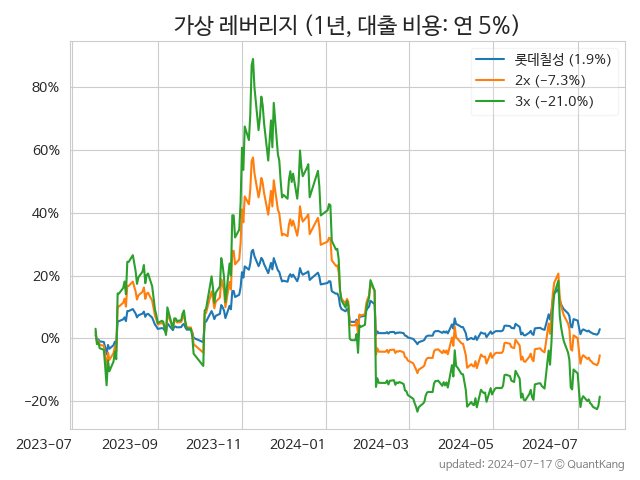 가상 레버리지 (1년, 대출 비용: 연 5%)
롯데칠성 (1.9%)
2x (−7.3%)
3x (−21.0%)
80%
60%
40%
20%
0%
−20%
2023-07 2023-09 2023-11 2024-01 2024-03 2024-05 2024-07
updated: 2024-07-17 © QuantKang